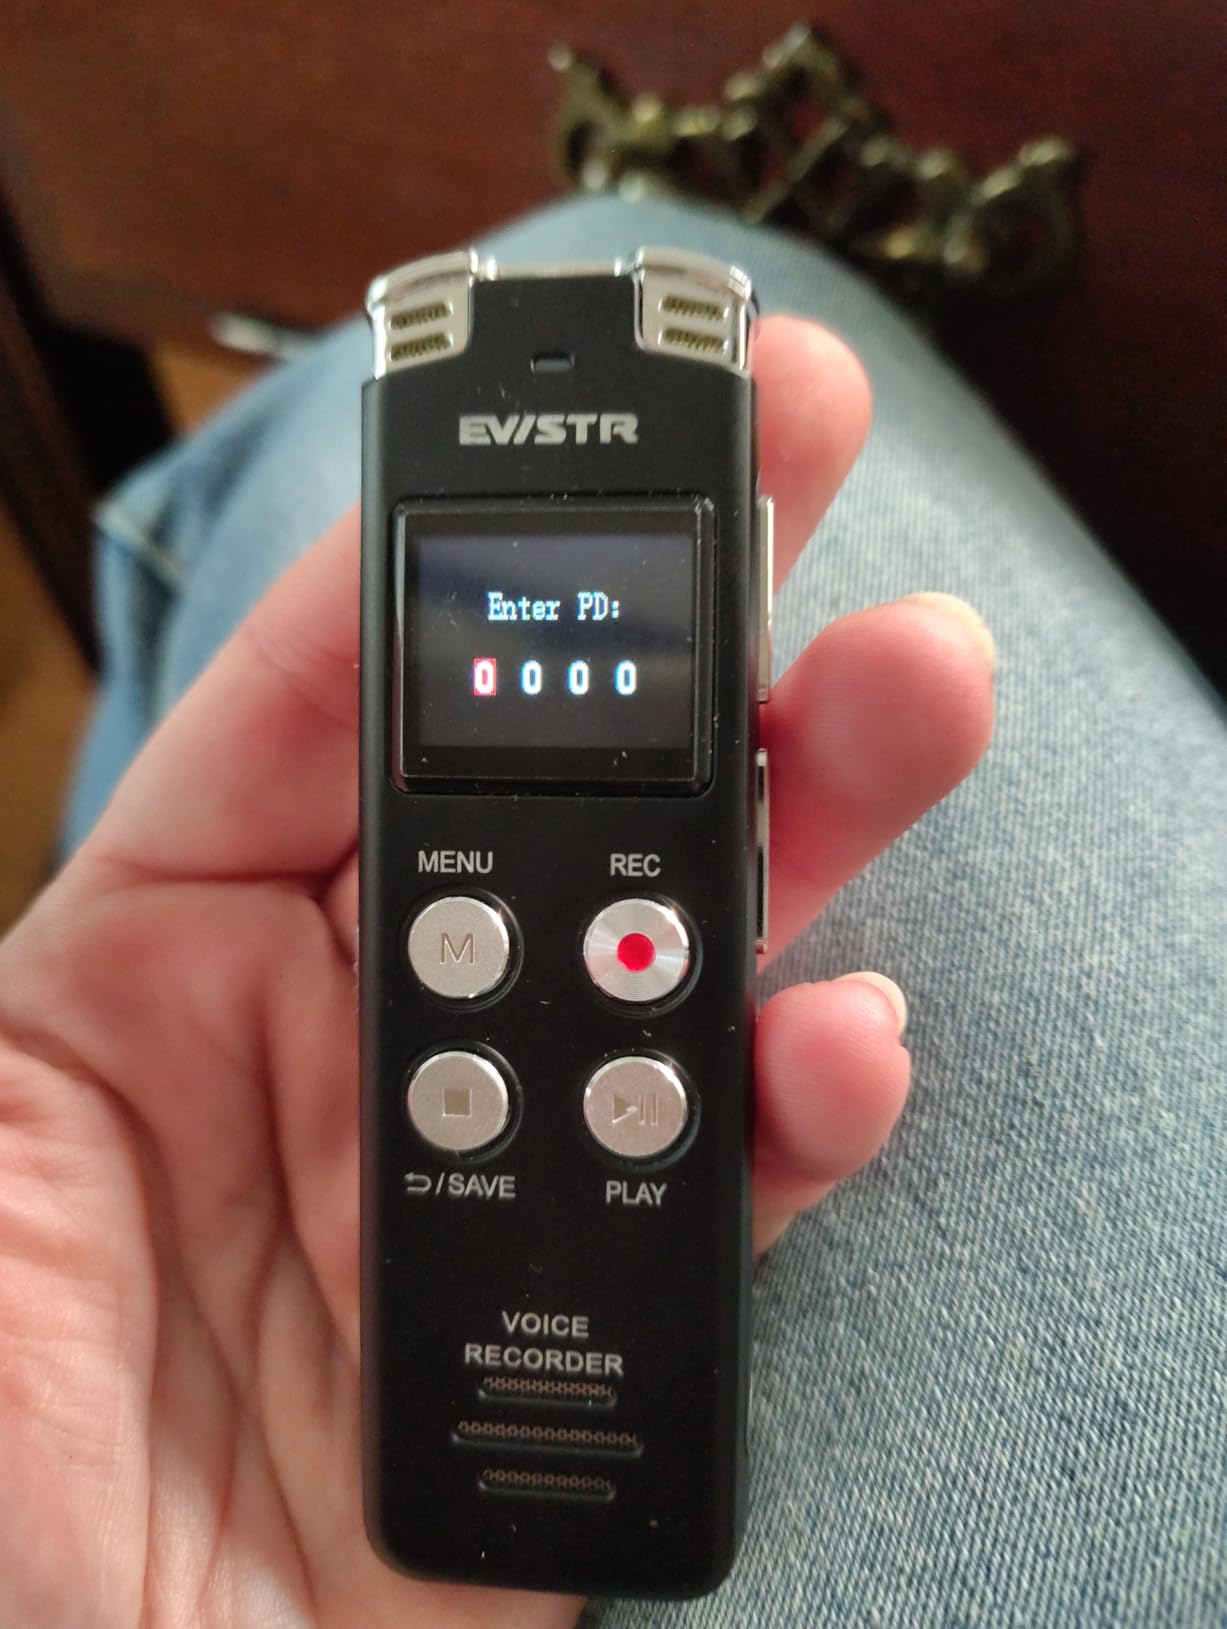 EVISTR
Enter PD:
0 0 0 0
MENU REC
M
/SAVE PLAY
VOICE
RECORDER